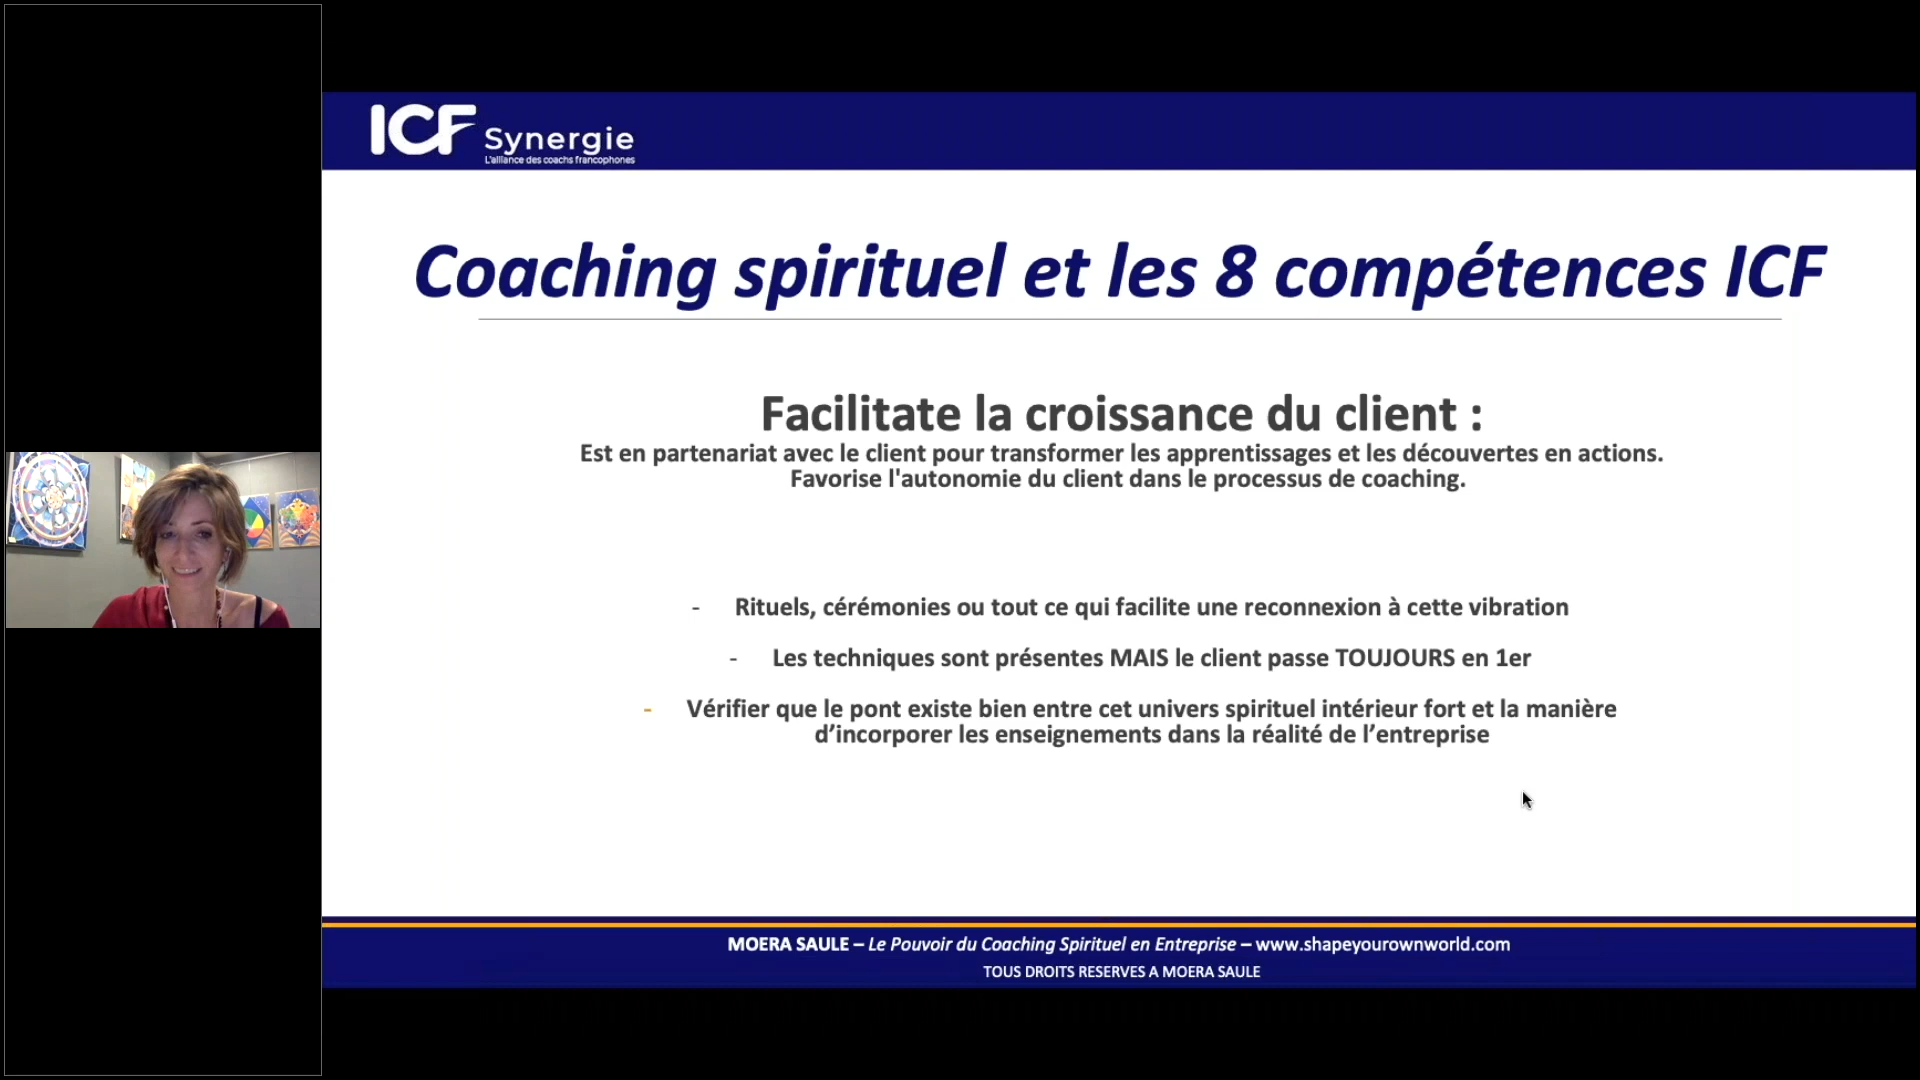 ICF Synergie
L'alliance des coachs francophones
Coaching spirituel et les 8 compétences ICF
Facilitate la croissance du client :
Est en partenariat avec le client pour transformer les apprentissages et les découvertes en actions.
Favorise l'autonomie du client dans le processus de coaching.
- Rituels, cérémonies ou tout ce qui facilite une reconnexion à cette vibration
- Les techniques sont présentes MAIS le client passe TOUJOURS en 1er
- Vérifier que le pont existe bien entre cet univers spirituel intérieur fort et la manière
d’incorporer les enseignements dans la réalité de l’entreprise
MOERA SAULE – Le Pouvoir du Coaching Spirituel en Entreprise – www.shapeyourownworld.com
TOUS DROITS RESERVES A MOERA SAULE